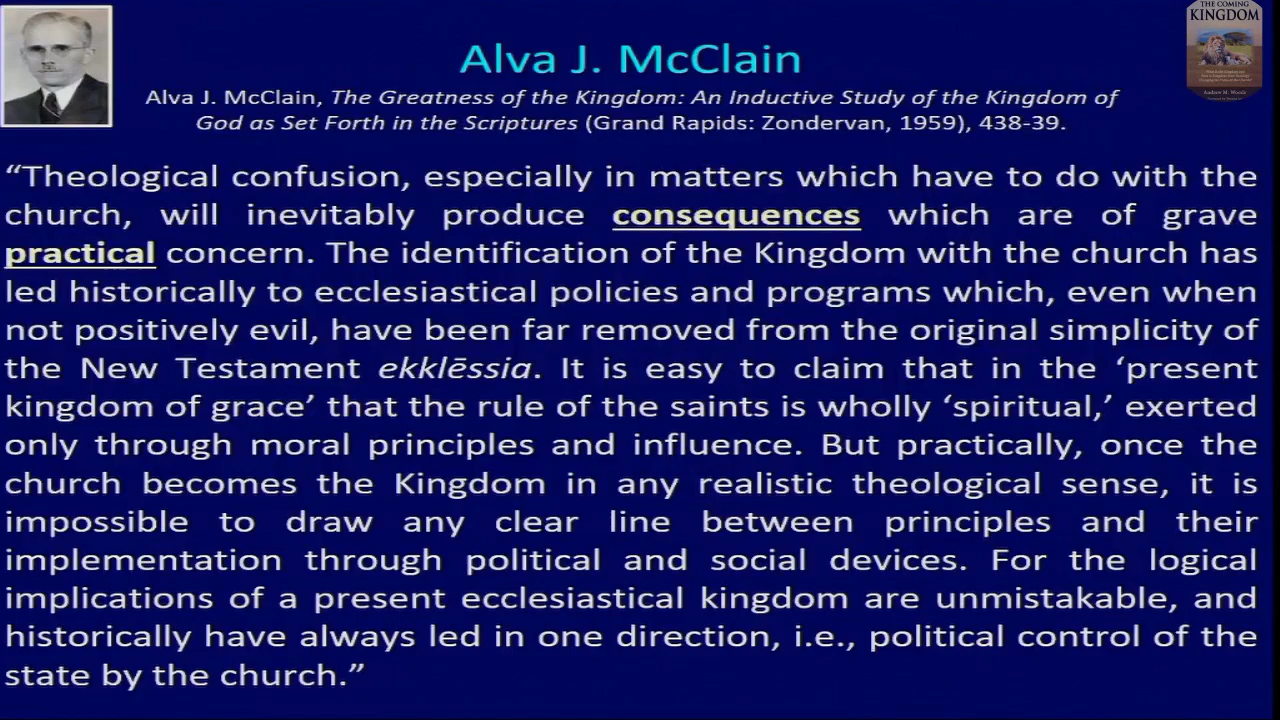 THE COMING
KINGDOM
Andrew M. Woods
Alva J. McClain
Alva J. McClain, The Greatness of the Kingdom: An Inductive Study of the Kingdom of
God as Set Forth in the Scriptures (Grand Rapids: Zondervan, 1959), 438-39.
“Theological confusion, especially in matters which have to do with the
church, will inevitably produce consequences which are of grave
practical concern. The identification of the Kingdom with the church has
led historically to ecclesiastical policies and programs which, even when
not positively evil, have been far removed from the original simplicity of
the New Testament ekklēssia. It is easy to claim that in the ‘present
kingdom of grace’ that the rule of the saints is wholly ‘spiritual,’ exerted
only through moral principles and influence. But practically, once the
church becomes the Kingdom in any realistic theological sense, it is
impossible to draw any clear line between principles and their
implementation through political and social devices. For the logical
implications of a present ecclesiastical kingdom are unmistakable, and
historically have always led in one direction, i.e., political control of the
state by the church.”